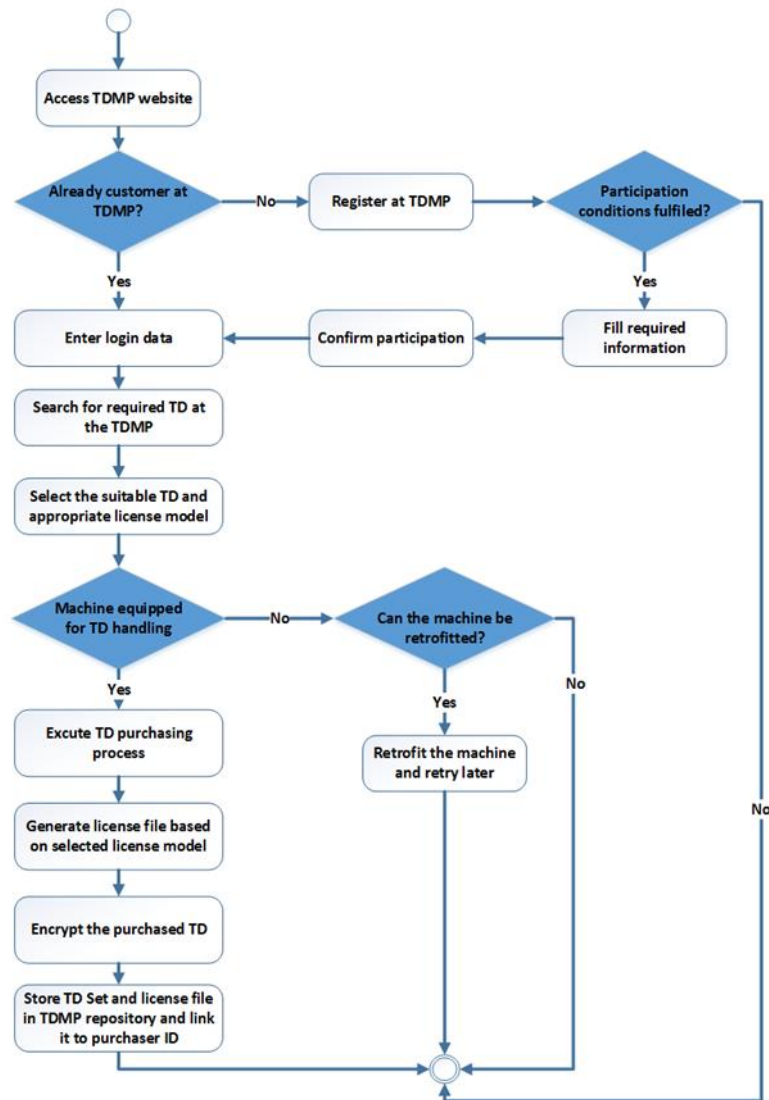 Access TDMP website
Already customer at
TDMP?
No
Register at TDMP
Participation
conditions fulfiled?
Yes
Yes
Enter login data
Confirm participation
Fill required
information
Search for required TD at
the TDMP
Select the suitable TD and
appropriate license model
Machine equipped
for TD handling
No
Can the machine be
retrofitted?
No
Yes
Yes
Excute TD purchasing
process
Retrofit the machine
and retry later
No
Generate license file based
on selected license model
Encrypt the purchased TD
Store TD Set and license file
in TDMP repository and link
it to purchaser ID